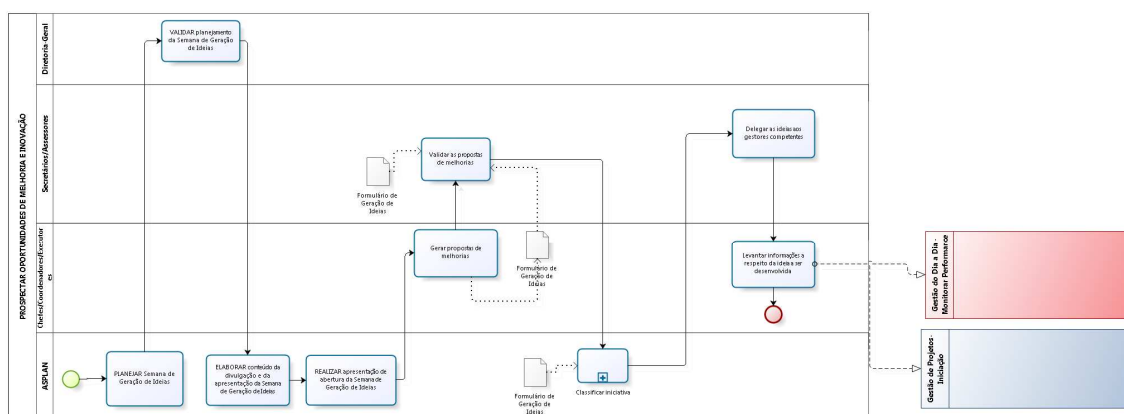 PROSPECTAR OPORTUNIDADES DE MELHORIA E INOVAÇÃO
Diretoria-Geral
VALIDAR planejamento
da Semana de Geração
de Ideias
Secretários/Assessores
Formulário de
Geração de
Ideias
Validar as propostas
de melhorias
Delegar as ideias aos
gestores competentes
Chefes/Coordenadores/Executor
es
Gerar propostas de
melhorias
Formulário de
Geração de
Ideias
Levantar informações a
respeito da ideia a ser
desenvolvida
ASPLAN
PLANEJAR Semana de
Geração de Ideias
ELABORAR conteúdo da
divulgação e da
apresentação da Semana
de Geração de Ideias
REALIZAR apresentação de
abertura da Semana de
Geração de Ideias
Formulário de
Geração de
Ideias
Classificar iniciativa
Gestão do Dia a Dia -
Monitorar Performance
Gestão de Projetos-
Iniciação